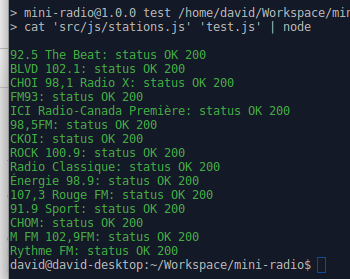 > mini-radio@1.0.0 test /home/david/Workspace/min
> cat 'src/js/stations.js' 'test.js' | node
92.5 The Beat: status OK 200
BLVD 102.1: status OK 200
CHOI 98,1 Radio X: status OK 200
FM93: status OK 200
ICI Radio-Canada Première: status OK 200
98,5FM: status OK 200
CKOI: status OK 200
ROCK 100.9: status OK 200
Radio Classique: status OK 200
Énergie 98.9: status OK 200
107,3 Rouge FM: status OK 200
91.9 Sport: status OK 200
CHOM: status OK 200
M FM 102,9FM: status OK 200
Rythme FM: status OK 200
david@david-desktop:~/Workspace/mini-radio$